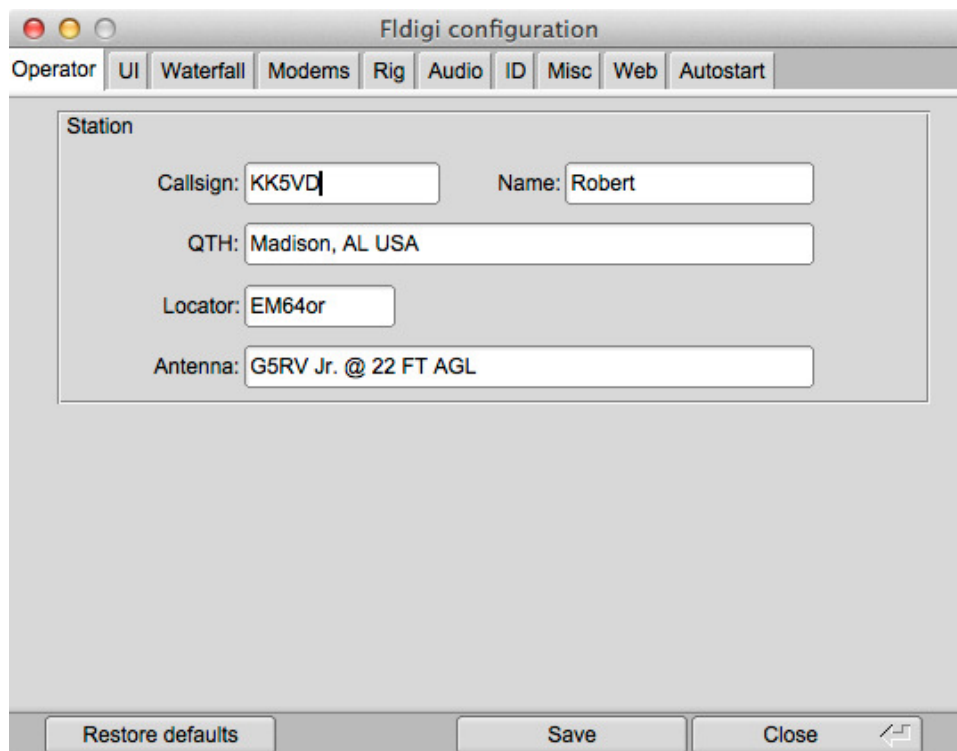 Fldigi configuration
Operator UI Waterfall Modems Rig Audio ID Misc Web Autostart
Station
Callsign: KK5VD Name: Robert
QTH: Madison, AL USA
Locator: EM64or
Antenna: G5RV Jr. @ 22 FT AGL
Restore defaults Save Close